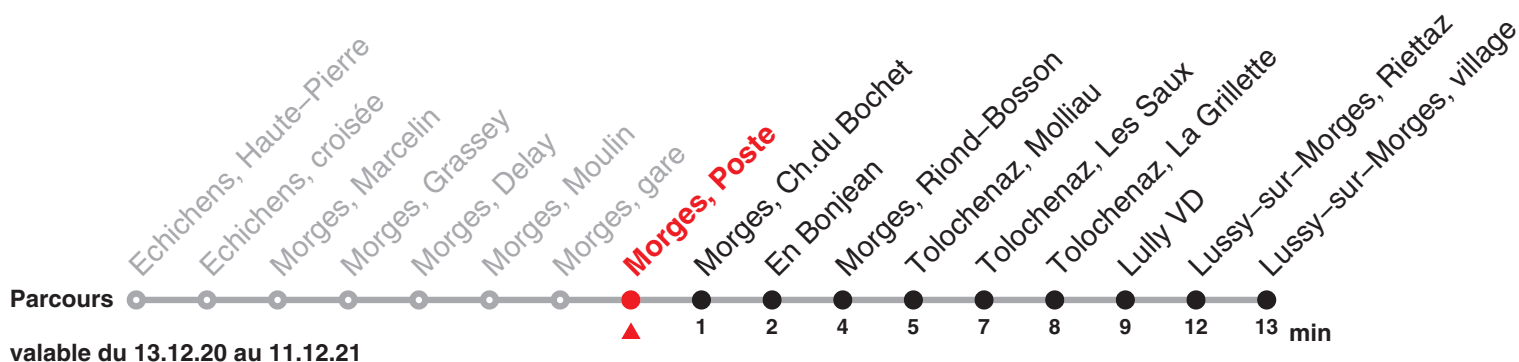 Echichens, Haute–Pierre
Echichens, croisée
Morges, Marcelin
Morges, Grassey
Morges, Delay
Morges, Moulin
Morges, gare
Morges, Poste
Morges, Ch.du Bochet
En Bonjean
Morges, Riond–Bosson
Tolochenaz, Molliau
Tolochenaz, Les Saux
Tolochenaz, La Grillette
Lully VD
Lussy–sur–Morges, Riettaz
Lussy–sur–Morges, village
Parcours
1 2 4 5 7 8 9 12 13 min
valable du 13.12.20 au 11.12.21